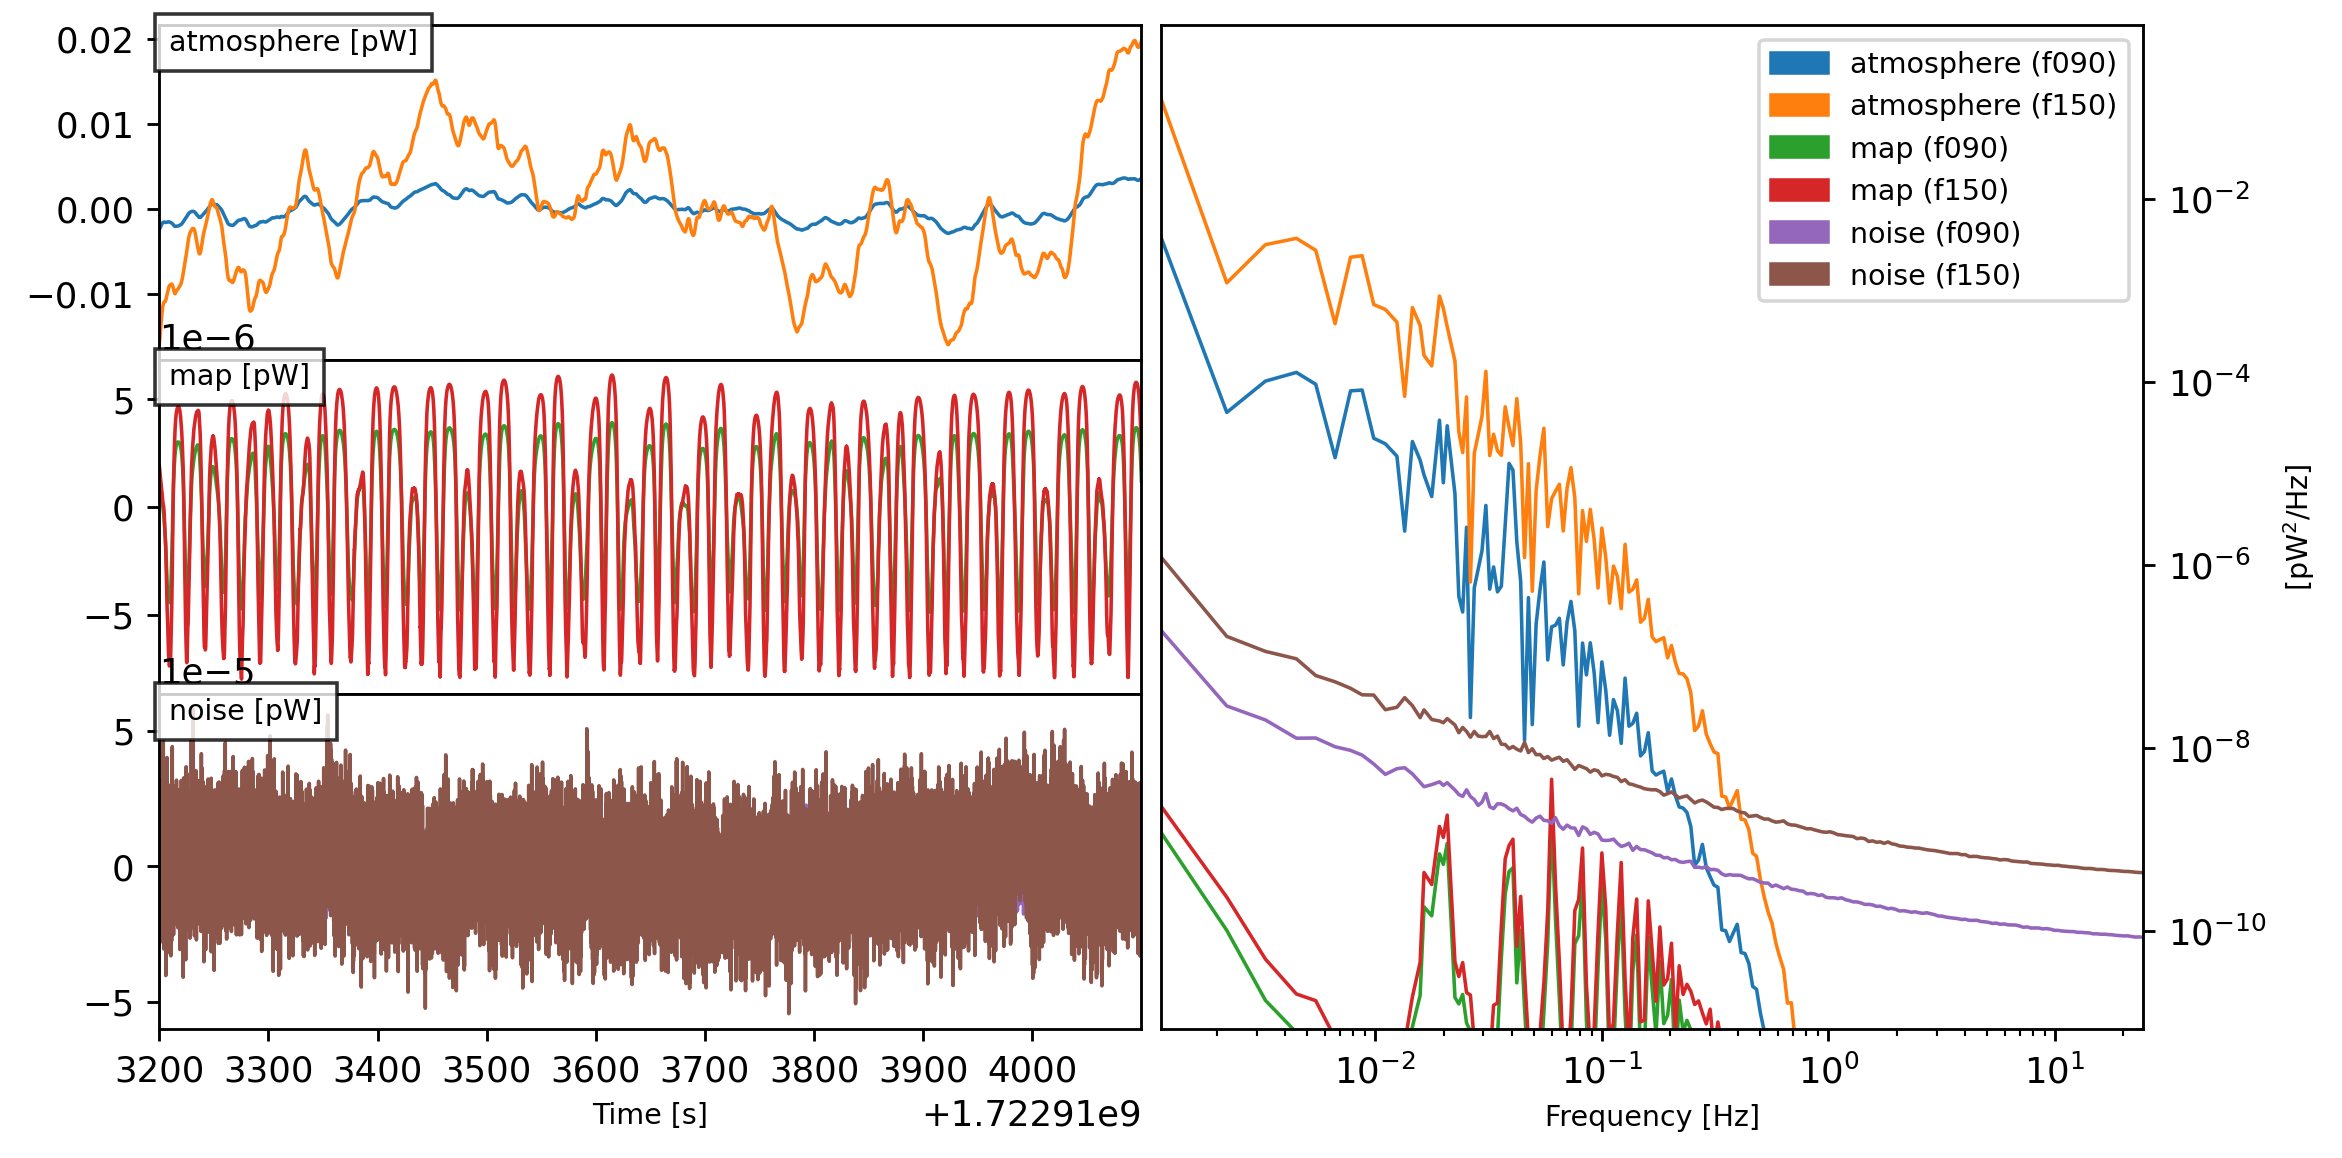 atmosphere [pW]
0.02
0.01
0.00
−0.01
1e−6
map [pW]
5
0
−5
1e−5
noise [pW]
5
0
−5
3200 3300 3400 3500 3600 3700 3800 3900 4000
Time [s]
+1.72291e9
atmosphere (f090)
atmosphere (f150)
map (f090)
map (f150)
noise (f090)
noise (f150)
10⁻²
10⁻⁴
10⁻⁶
10⁻⁸
10⁻¹⁰
[pW²/Hz]
10⁻² 10⁻¹ 10⁰ 10¹
Frequency [Hz]